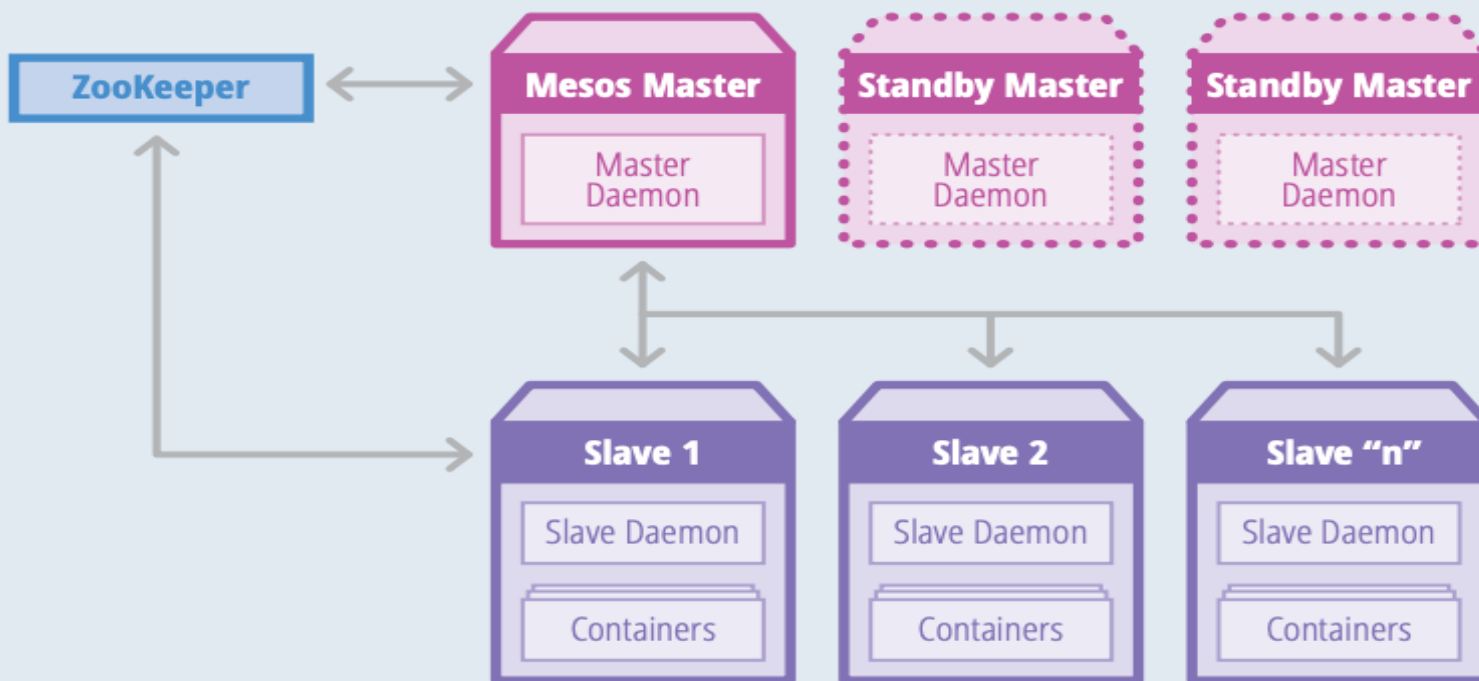 ZooKeeper
Mesos Master
Standby Master
Standby Master
Master
Daemon
Master
Daemon
Master
Daemon
Slave 1
Slave 2
Slave “n”
Slave Daemon
Slave Daemon
Slave Daemon
Containers
Containers
Containers